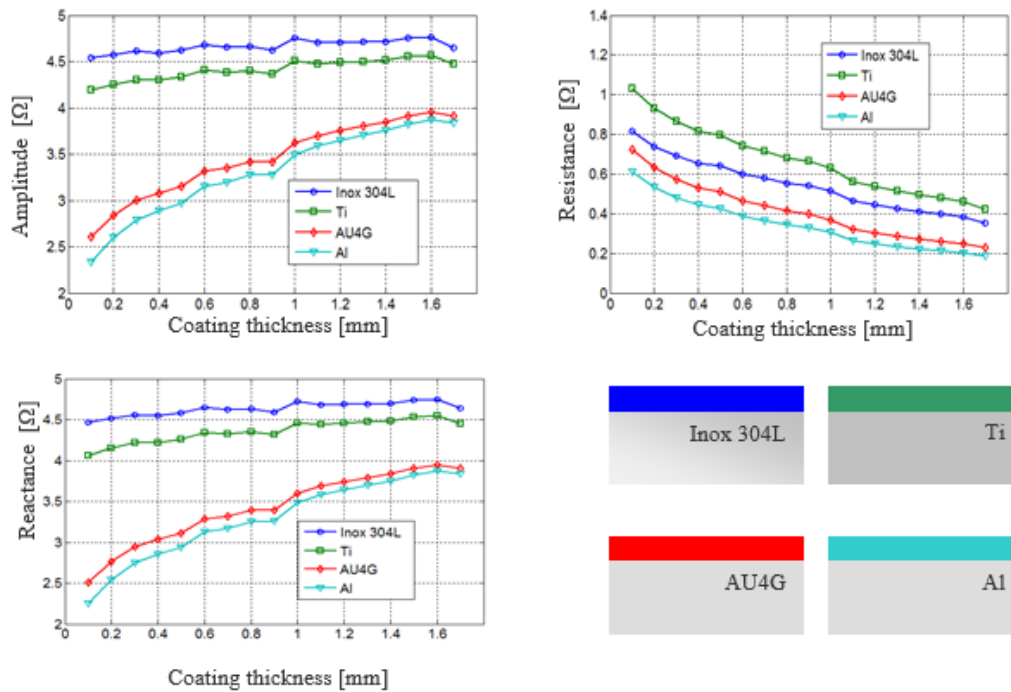 5
4.5
4
3.5
3
2.5
2
0 0.2 0.4 0.6 0.8 1 1.2 1.4 1.6
Amplitude [Ω]
Coating thickness [mm]
Inox 304L
Ti
AU4G
Al
1.4
1.2
1
0.8
0.6
0.4
0.2
0
0 0.2 0.4 0.6 0.8 1 1.2 1.4 1.6
Resistance [Ω]
Coating thickness [mm]
Inox 304L
Ti
AU4G
Al
5
4.5
4
3.5
3
2.5
2
0 0.2 0.4 0.6 0.8 1 1.2 1.4 1.6
Reactance [Ω]
Coating thickness [mm]
Inox 304L
Ti
AU4G
Al
Inox 304L
Ti
AU4G
Al